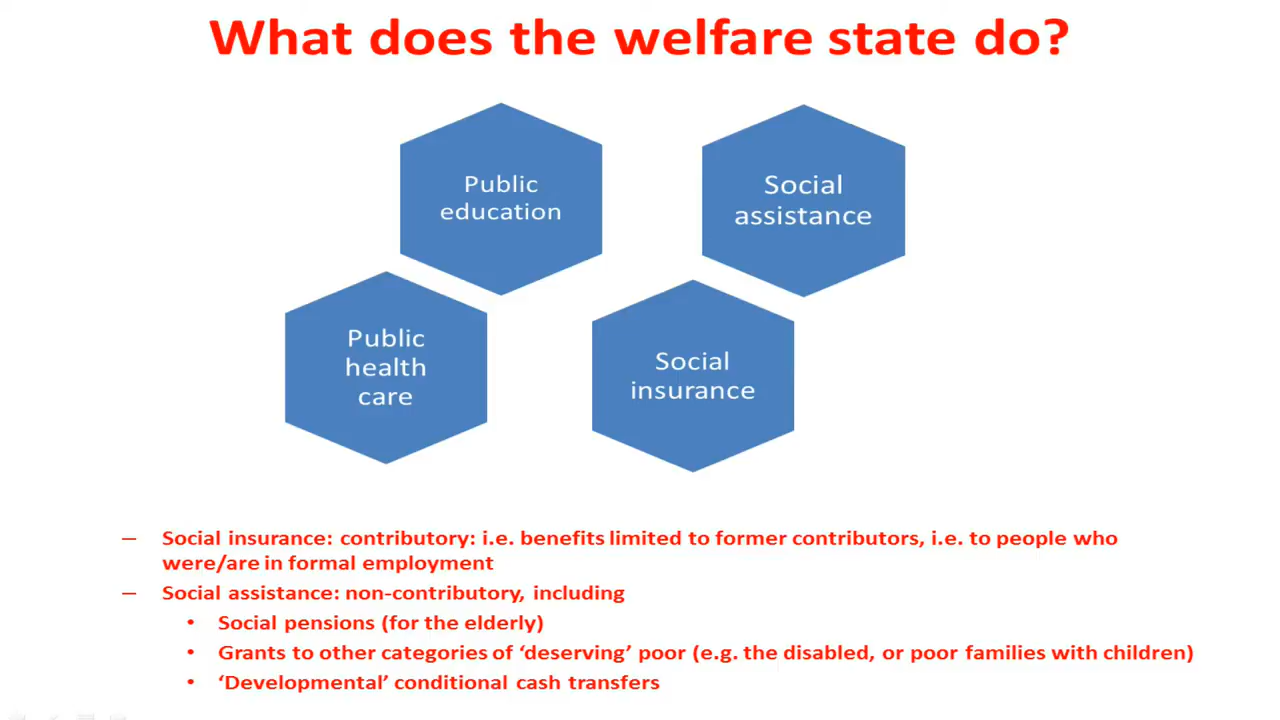 What does the welfare state do?
Public
education
Social
assistance
Public
health
care
Social
insurance
– Social insurance: contributory: i.e. benefits limited to former contributors, i.e. to people who
were/are in formal employment
– Social assistance: non-contributory, including
• Social pensions (for the elderly)
• Grants to other categories of ‘deserving’ poor (e.g. the disabled, or poor families with children)
• ‘Developmental’ conditional cash transfers